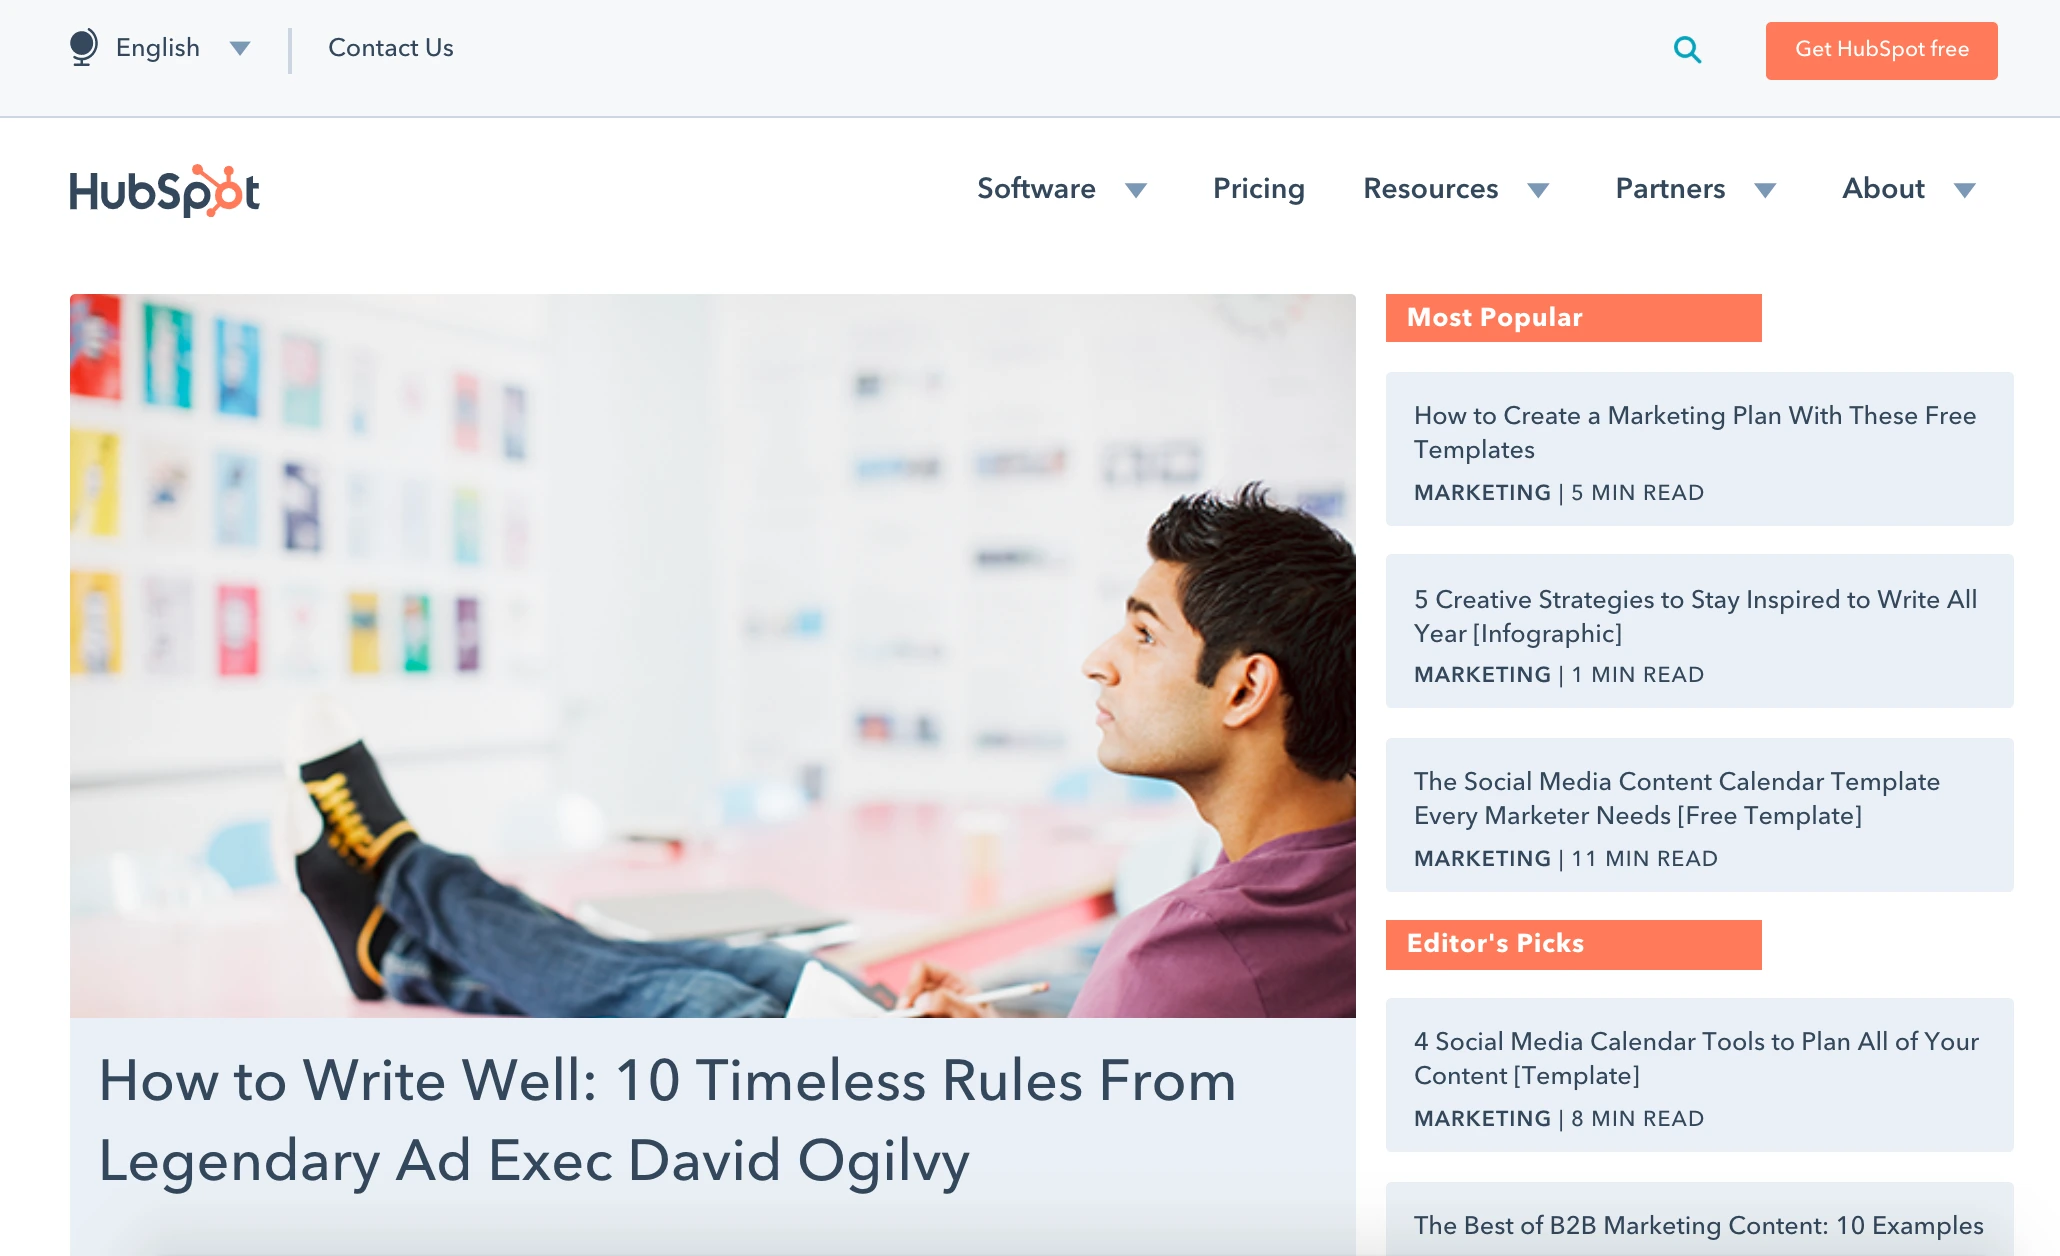 English
Contact Us
Get HubSpot free
HubSpot
Software
Pricing
Resources
Partners
About
How to Write Well: 10 Timeless Rules From
Legendary Ad Exec David Ogilvy
Most Popular
How to Create a Marketing Plan With These Free
Templates
MARKETING | 5 MIN READ
5 Creative Strategies to Stay Inspired to Write All
Year [Infographic]
MARKETING | 1 MIN READ
The Social Media Content Calendar Template
Every Marketer Needs [Free Template]
MARKETING | 11 MIN READ
Editor's Picks
4 Social Media Calendar Tools to Plan All of Your
Content [Template]
MARKETING | 8 MIN READ
The Best of B2B Marketing Content: 10 Examples